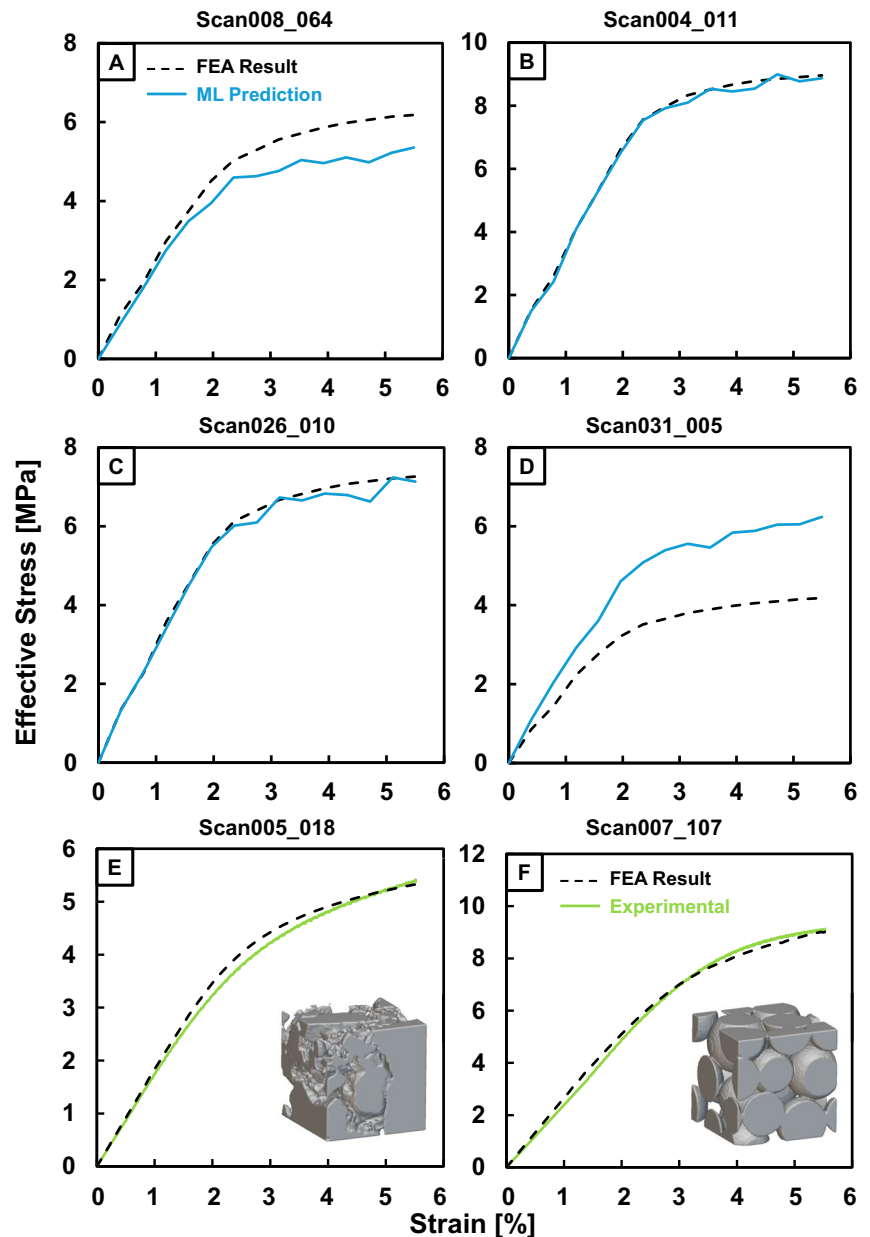 Scan008_064
A
FEA Result
ML Prediction
8
6
4
2
0
0 1 2 3 4 5 6
Scan004_011
B
10
8
6
4
2
0
0 1 2 3 4 5 6
Scan026_010
C
8
6
4
2
0
0 1 2 3 4 5 6
Scan031_005
D
8
6
4
2
0
0 1 2 3 4 5 6
Effective Stress [MPa]
Scan005_018
E
6
5
4
3
2
1
0
0 1 2 3 4 5 6
Scan007_107
F
FEA Result
Experimental
12
10
8
6
4
2
0
0 1 2 3 4 5 6
Strain [%]